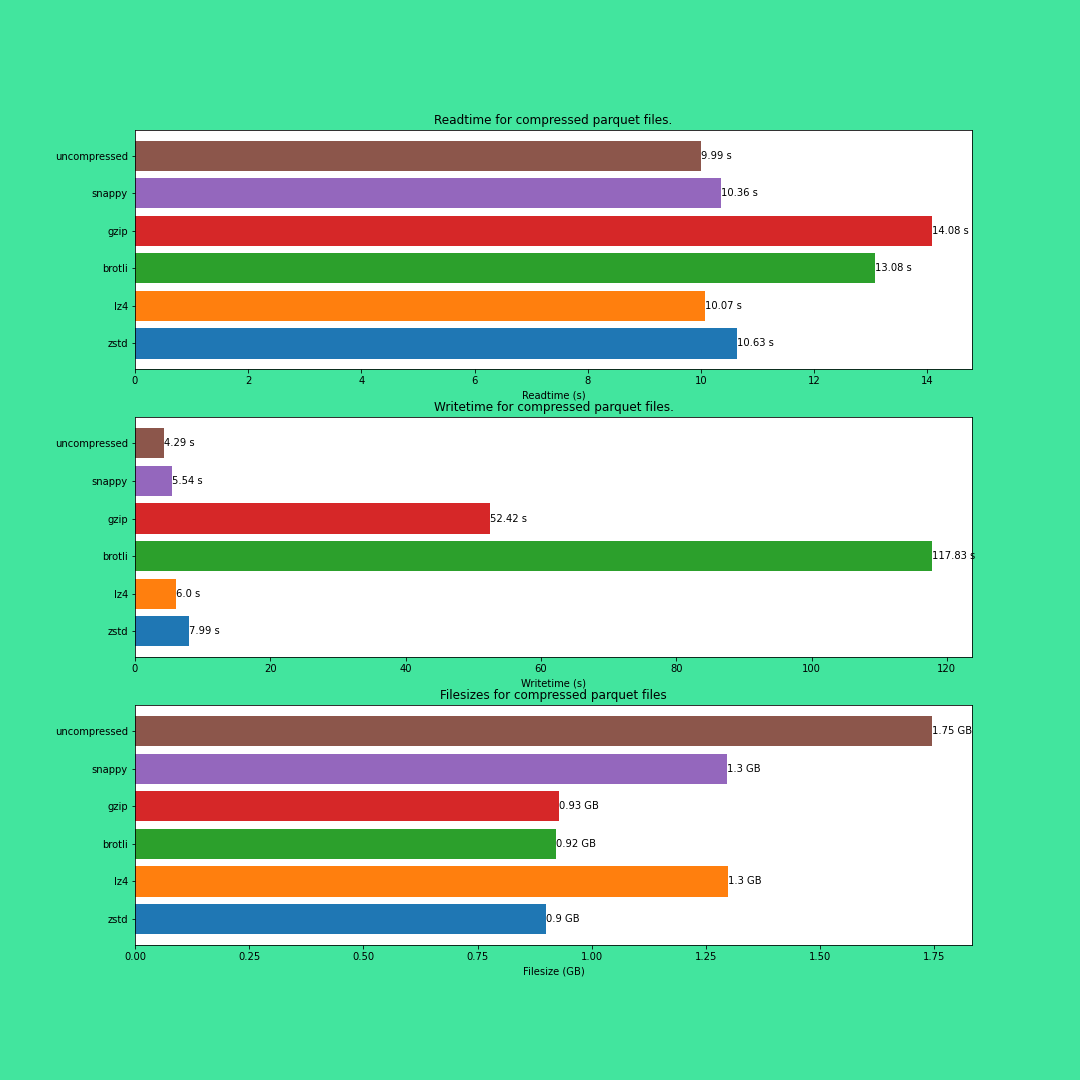 Readtime for compressed parquet files.
uncompressed 9.99 s
snappy 10.36 s
gzip 14.08 s
brotli 13.08 s
lz4 10.07 s
zstd 10.63 s
0 2 4 6 8 10 12 14
Readtime (s)
Writetime for compressed parquet files.
uncompressed 4.29 s
snappy 5.54 s
gzip 52.42 s
brotli 117.83 s
lz4 6.0 s
zstd 7.99 s
0 20 40 60 80 100 120
Writetime (s)
Filesizes for compressed parquet files
uncompressed 1.75 GB
snappy 1.3 GB
gzip 0.93 GB
brotli 0.92 GB
lz4 1.3 GB
zstd 0.9 GB
0.00 0.25 0.50 0.75 1.00 1.25 1.50 1.75
Filesize (GB)